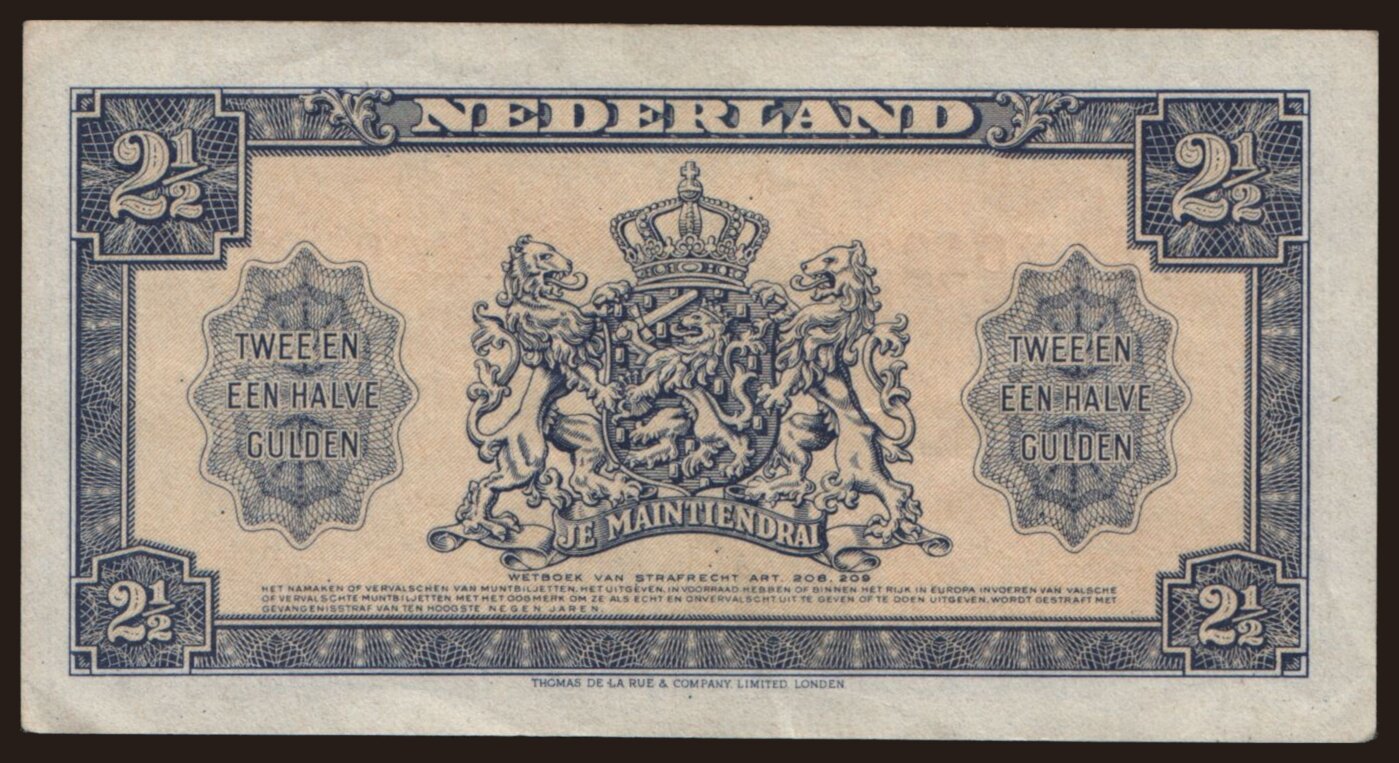 NEDERLAND
2½
2½
TWEE EN
EEN HALVE
GULDEN
TWEE EN
EEN HALVE
GULDEN
JE MAINTIENDRAI
WETBOEK VAN STRAFRECHT ART. 208, 209
HET NAMAKEN OF VERVALSCHEN VAN MUNTBILJETTEN, HET UITGEVEN, IN VOORRAAD HEBBEN OF BINNEN HET RIJK IN EUROPA INVOEREN VAN VALSCHE
OF VERVALSCHTE MUNTBILJETTEN MET HET OOGMERK OM ZE ALS ECHT EN ONVERVALSCHT UIT TE GEVEN OF TE DOEN UITGEVEN, WORDT GESTRAFT MET
GEVANGENISSTRAF VAN TEN HOOGSTE NEGEN JAREN.
2½
2½
THOMAS DE LA RUE & COMPANY, LIMITED, LONDEN